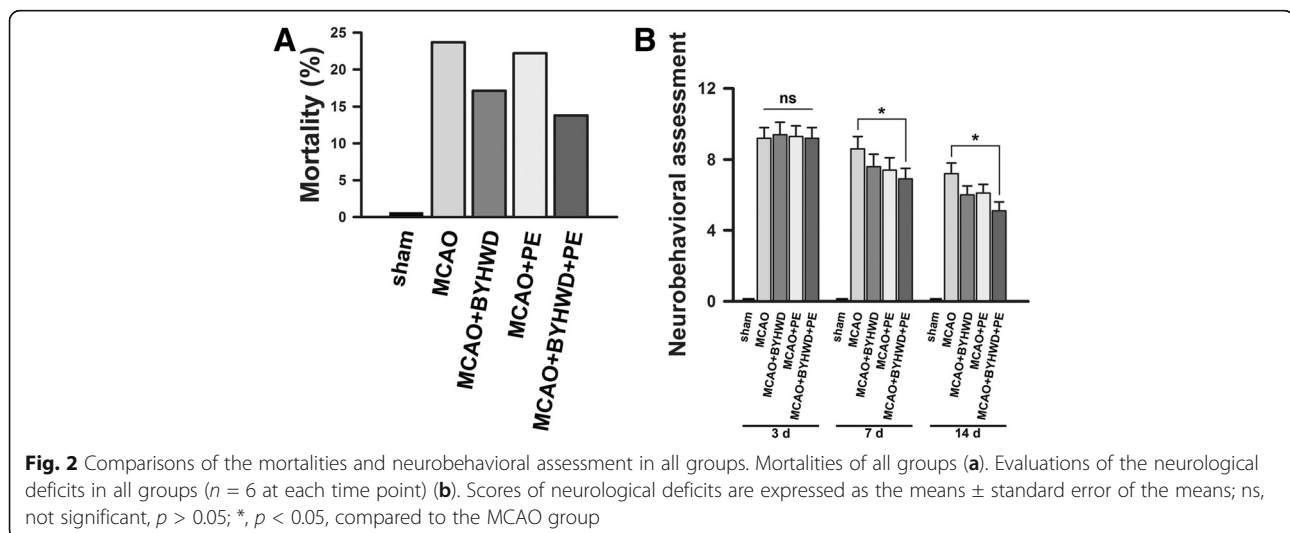 A
Mortality (%)
25
20
15
10
5
0
sham
MCAO
MCAO+BYHWD
MCAO+PE
MCAO+BYHWD+PE
B
Neurobehavioral assessment
12
8
4
0
ns
*
*
sham
MCAO
MCAO+BYHWD
MCAO+PE
MCAO+BYHWD+PE
sham
MCAO
MCAO+BYHWD
MCAO+PE
MCAO+BYHWD+PE
sham
MCAO
MCAO+BYHWD
MCAO+PE
MCAO+BYHWD+PE
3 d
7 d
14 d
Fig. 2 Comparisons of the mortalities and neurobehavioral assessment in all groups. Mortalities of all groups (a). Evaluations of the neurological
deficits in all groups (n = 6 at each time point) (b). Scores of neurological deficits are expressed as the means ± standard error of the means; ns,
not significant, p > 0.05; *, p < 0.05, compared to the MCAO group